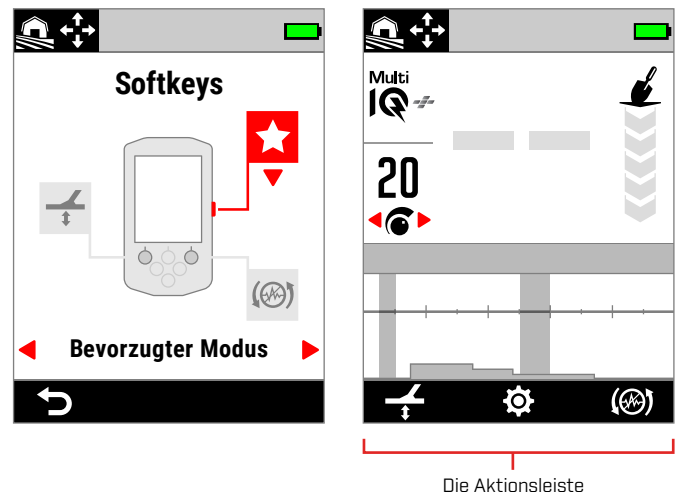 Softkeys
Bevorzugter Modus
Multi
IQ
20
Die Aktionsleiste